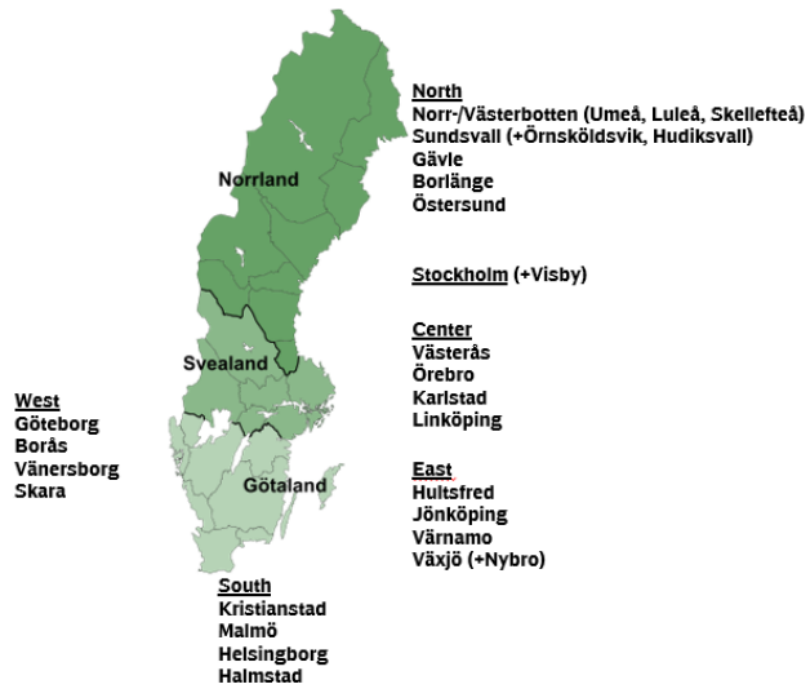 North
Norr-/Västerbotten (Umeå, Luleå, Skellefteå)
Sundsvall (+Örnsköldsvik, Hudiksvall)
Gävle
Borlänge
Östersund
Norrland
Stockholm (+Visby)
Center
Västerås
Örebro
Karlstad
Linköping
Svealand
West
Göteborg
Borås
Vänersborg
Skara
East
Hultsfred
Jönköping
Värnamo
Växjö (+Nybro)
Götaland
South
Kristianstad
Malmö
Helsingborg
Halmstad